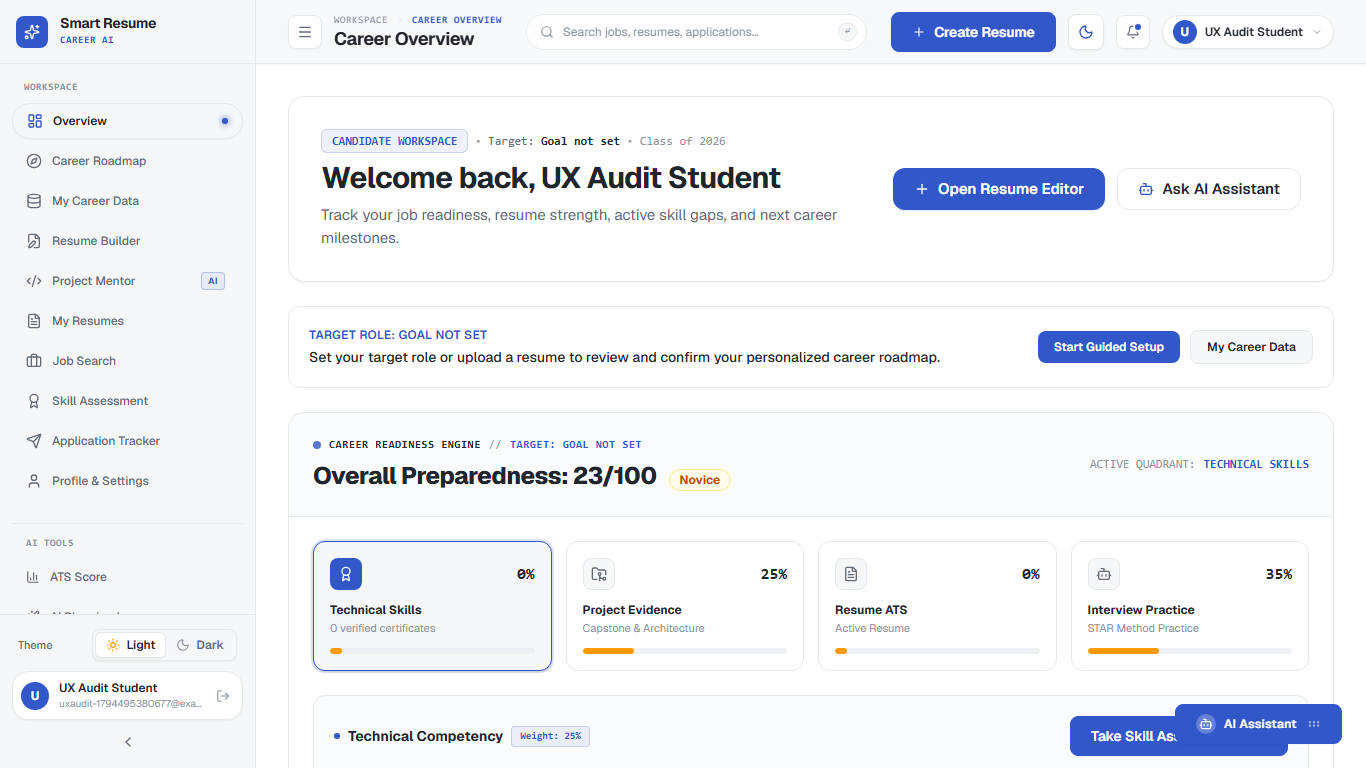 Smart Resume
CAREER AI
WORKSPACE
Overview
Career Roadmap
My Career Data
Resume Builder
Project Mentor AI
My Resumes
Job Search
Skill Assessment
Application Tracker
Profile & Settings
AI TOOLS
ATS Score
Theme Light Dark
U UX Audit Student
uxaudit-1794495380677@exa...
WORKSPACE CAREER OVERVIEW
Career Overview
Search jobs, resumes, applications...
Create Resume
U UX Audit Student
CANDIDATE WORKSPACE • Target: Goal not set • Class of 2026
Welcome back, UX Audit Student
Track your job readiness, resume strength, active skill gaps, and next career
milestones.
Open Resume Editor
Ask AI Assistant
TARGET ROLE: GOAL NOT SET
Set your target role or upload a resume to review and confirm your personalized career roadmap.
Start Guided Setup
My Career Data
CAREER READINESS ENGINE // TARGET: GOAL NOT SET
Overall Preparedness: 23/100 Novice
ACTIVE QUADRANT: TECHNICAL SKILLS
0%
Technical Skills
0 verified certificates
25%
Project Evidence
Capstone & Architecture
0%
Resume ATS
Active Resume
35%
Interview Practice
STAR Method Practice
Technical Competency Weight: 25%
Take Skill
AI Assistant